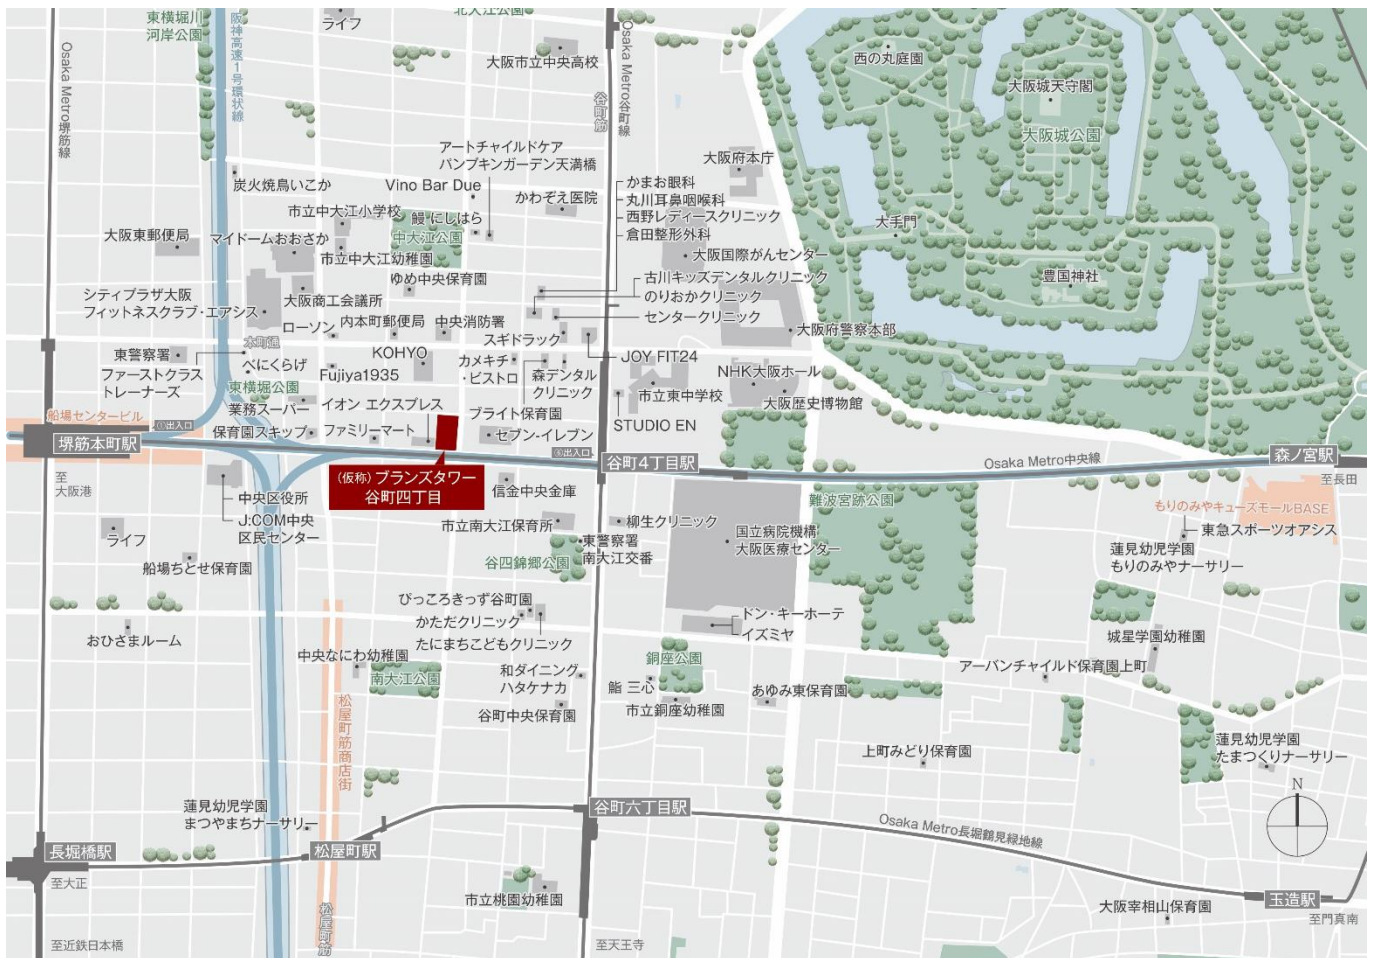 東横堀川
河岸公園
阪神高速1号環状線
ライフ
北大江公園
Osaka Metro堺筋線
大阪市立中央高校
谷町筋
Osaka Metro谷町線
西の丸庭園
大阪城天守閣
大阪城公園
アートチャイルドケア
パンプキンガーデン天満橋
炭火焼鳥いこか
Vino Bar Due
かわぞえ医院
かまお眼科
丸川耳鼻咽喉科
西野レディースクリニック
倉田整形外科
大阪府本庁
大手門
市立中大江小学校
鰻 にしはら
中大江公園
大阪東郵便局
マイドームおおさか
市立中大江幼稚園
大阪国際がんセンター
ゆめ中央保育園
古川キッズデンタルクリニック
のりおかクリニック
センタークリニック
豊国神社
シティプラザ大阪
フィットネスクラブ・エアシス
大阪商工会議所
ローソン
内本町郵便局
中央消防署
スギドラッグ
大阪府警察本部
本町通
東警察署
べにくらげ
ファーストクラス
トレーナーズ
KOHYO
カメキチ
・ビストロ
森デンタル
クリニック
JOY FIT24
Fujiya1935
NHK大阪ホール
市立東中学校
大阪歴史博物館
東横堀公園
業務スーパー
イオン エクスプレス
ブライト保育園
STUDIO EN
船場センタービル
①出入口
保育園スキップ
ファミリーマート
セブン-イレブン
堺筋本町駅
⑥出入口
谷町4丁目駅
Osaka Metro中央線
森ノ宮駅
至
大阪港
至長田
(仮称)ブランズタワー
谷町四丁目
信金中央金庫
中央区役所
J:COM中央
区民センター
難波宮跡公園
もりのみやキューズモールBASE
東急スポーツオアシス
ライフ
市立南大江保育所
柳生クリニック
国立病院機構
大阪医療センター
東警察署
南大江交番
蓮見幼児学園
もりのみやナーサリー
船場ちとせ保育園
谷四錦郷公園
ぴっころきっず谷町園
かただクリニック
たにまちこどもクリニック
ドン・キホーテ
イズミヤ
おひさまルーム
城星学園幼稚園
中央なにわ幼稚園
南大江公園
和ダイニング
ハタケナカ
銅座公園
アーバンチャイルド保育園上町
鮨 三心
あゆみ東保育園
市立銅座幼稚園
谷町中央保育園
松屋町筋商店街
上町みどり保育園
蓮見幼児学園
たまつくりナーサリー
N
蓮見幼児学園
まつやまちナーサリー
谷町六丁目駅
Osaka Metro長堀鶴見緑地線
長堀橋駅
松屋町駅
至大正
市立桃園幼稚園
玉造駅
大阪宰相山保育園
至門真南
松屋町筋
至近鉄日本橋
至天王寺